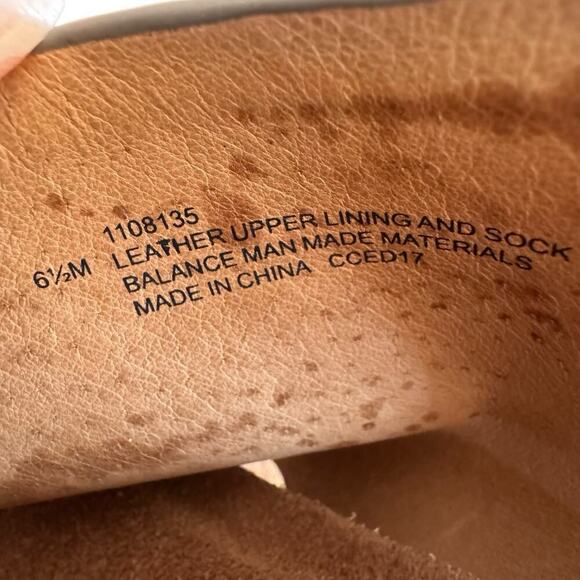 1108135
6½M LEATHER UPPER LINING AND SOCK
BALANCE MAN MADE MATERIALS
MADE IN CHINA CCED17